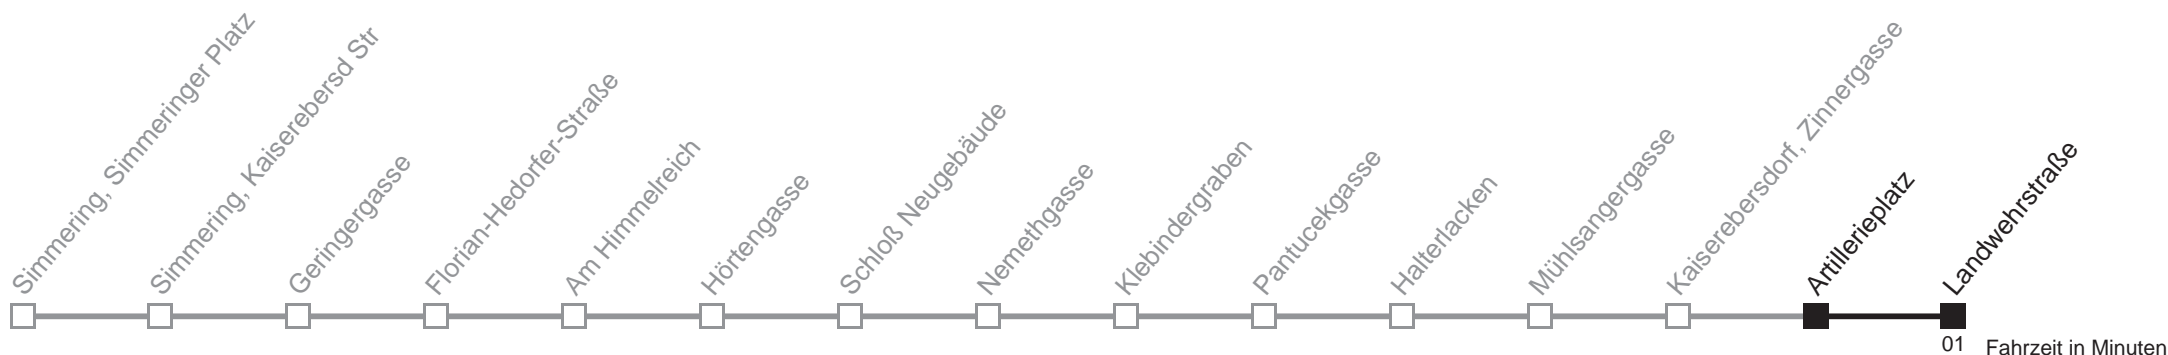 Simmering, Simmeringer Platz
Simmering, Kaiserebersd Str
Geringergasse
Florian-Hedorfer-Straße
Am Himmelreich
Hörtengasse
Schloß Neugebäude
Nemethgasse
Klebindergraben
Pantucekgasse
Halterlacken
Mühlsangergasse
Kaiserebersdorf, Zinnergasse
Artillerieplatz
Landwehrstraße
01 Fahrzeit in Minuten